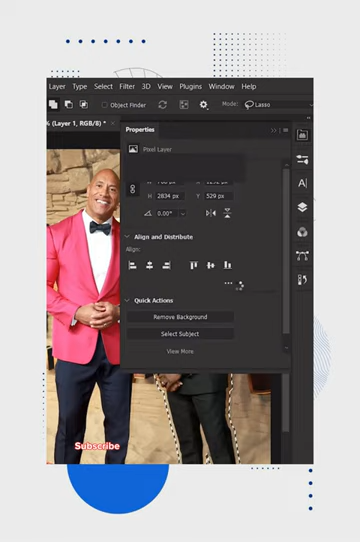 Layer Type Select Filter 3D View Plugins Window Help
Object Finder Mode: Lasso
% (Layer 1, RGB/8) * ×
Properties
Pixel Layer
H 2834 px Y 529 px
0.00°
Align and Distribute
Align:
Quick Actions
Remove Background
Select Subject
View More
Subscribe